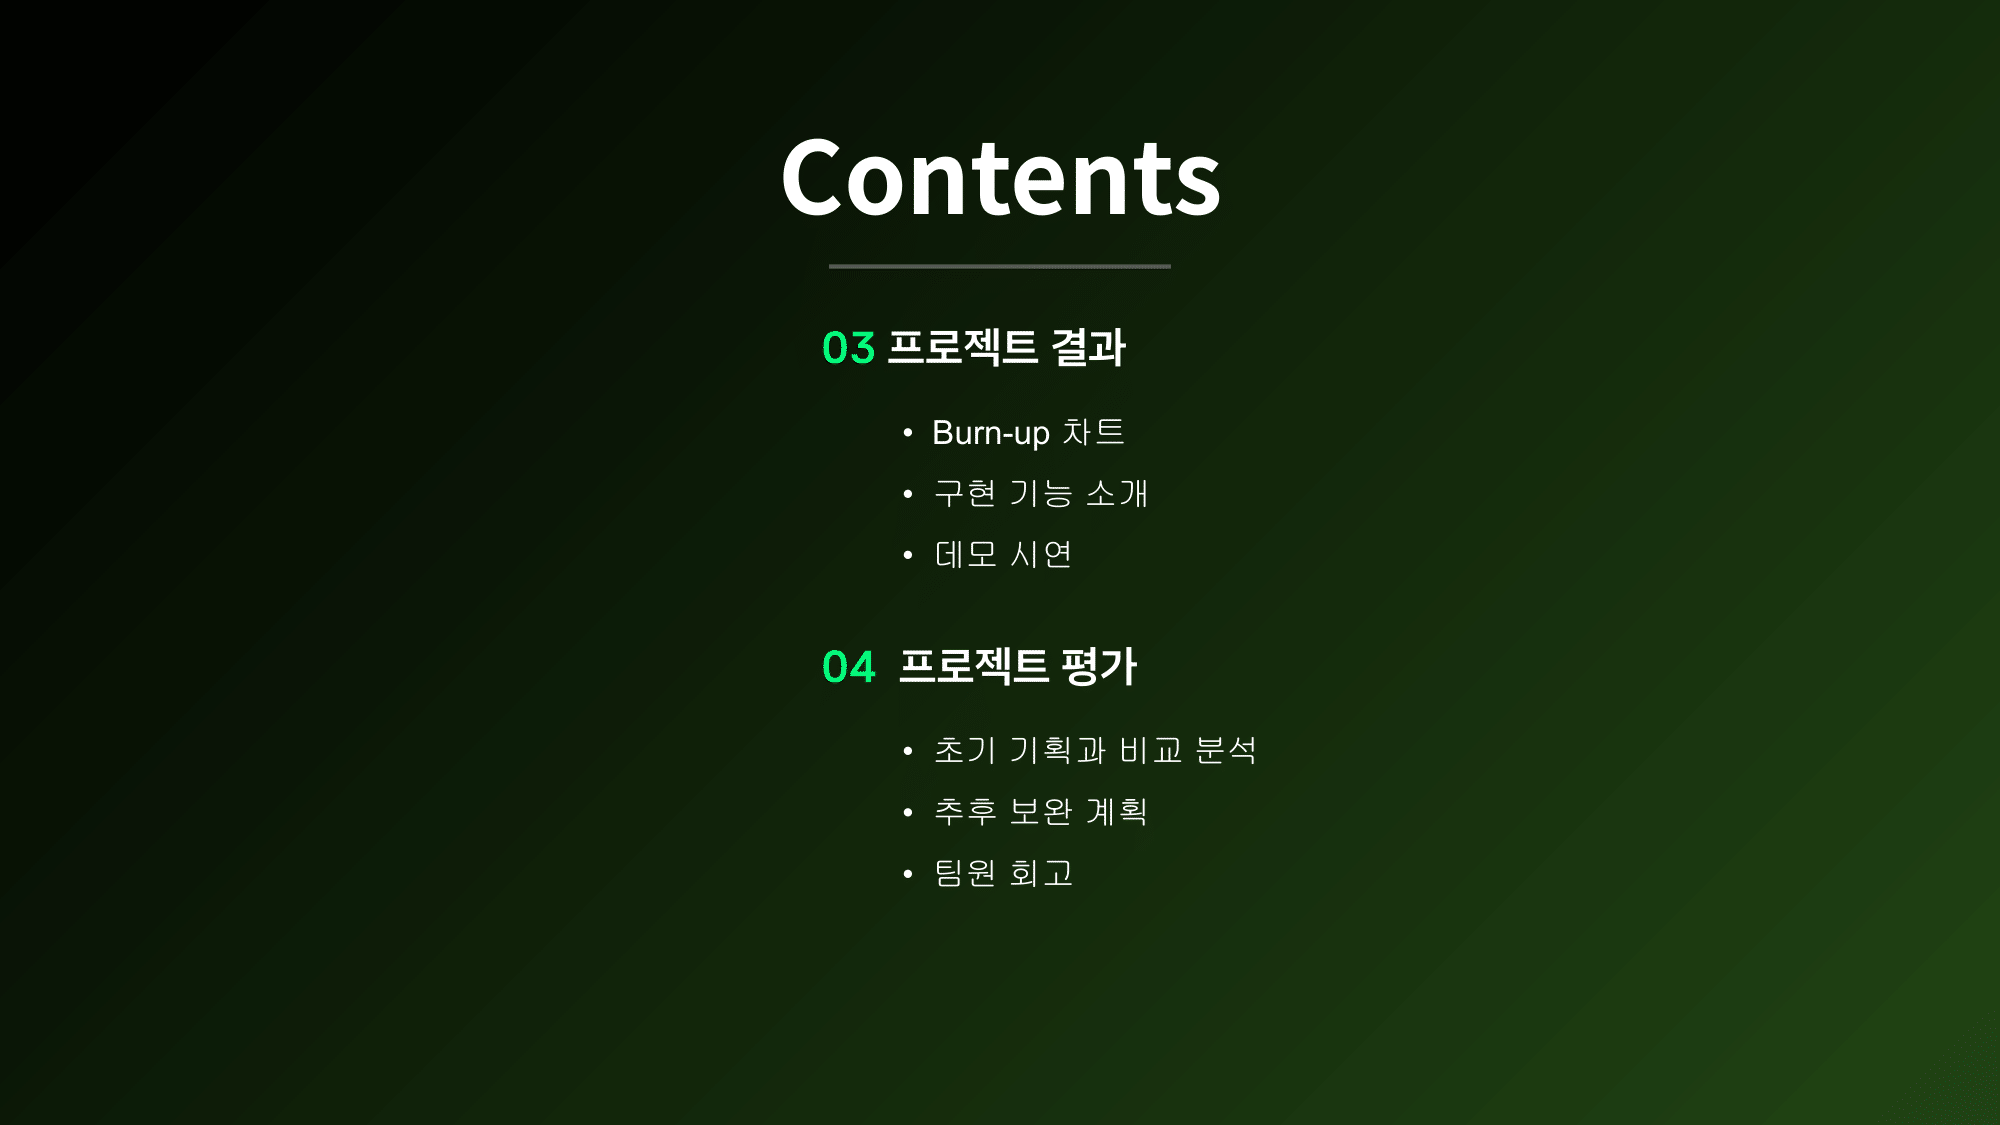 Contents
03 프로젝트 결과
• Burn-up 차트
• 구현 기능 소개
• 데모 시연
04 프로젝트 평가
• 초기 기획과 비교 분석
• 추후 보완 계획
• 팀원 회고